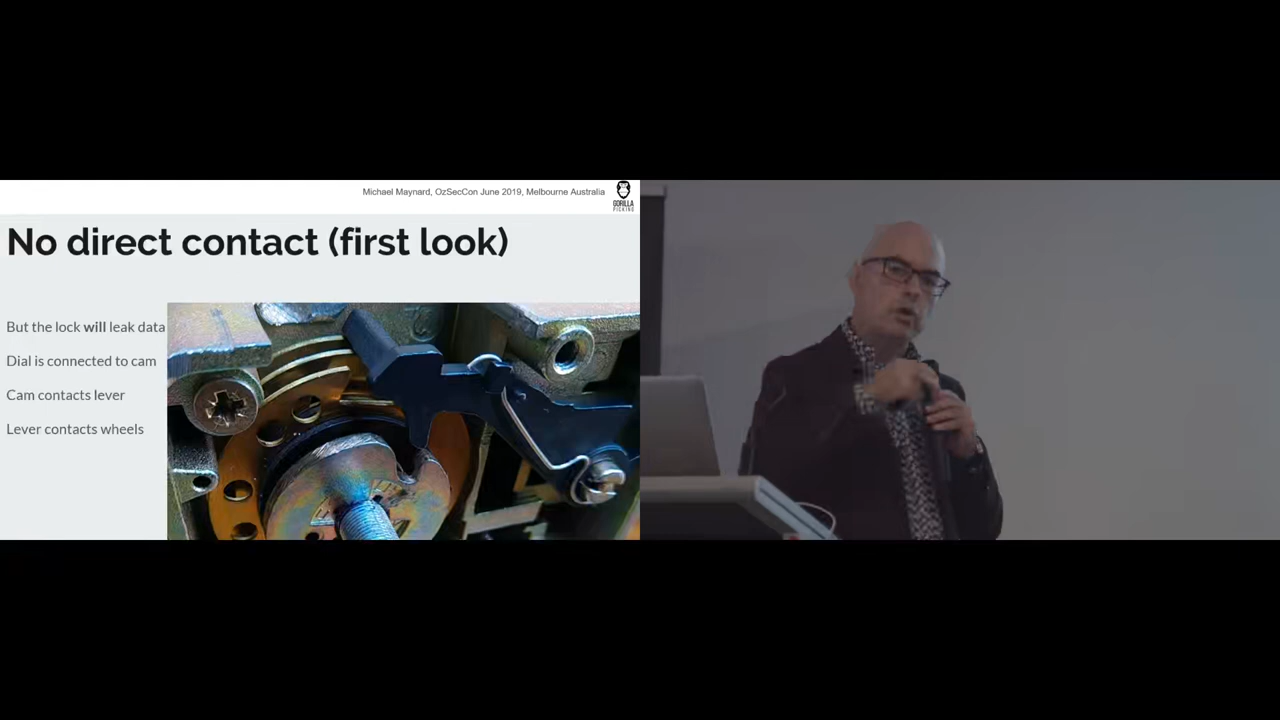 Michael Maynard, OzSecCon June 2019, Melbourne Australia
GORILLA
PICKING
No direct contact (first look)
But the lock will leak data
Dial is connected to cam
Cam contacts lever
Lever contacts wheels